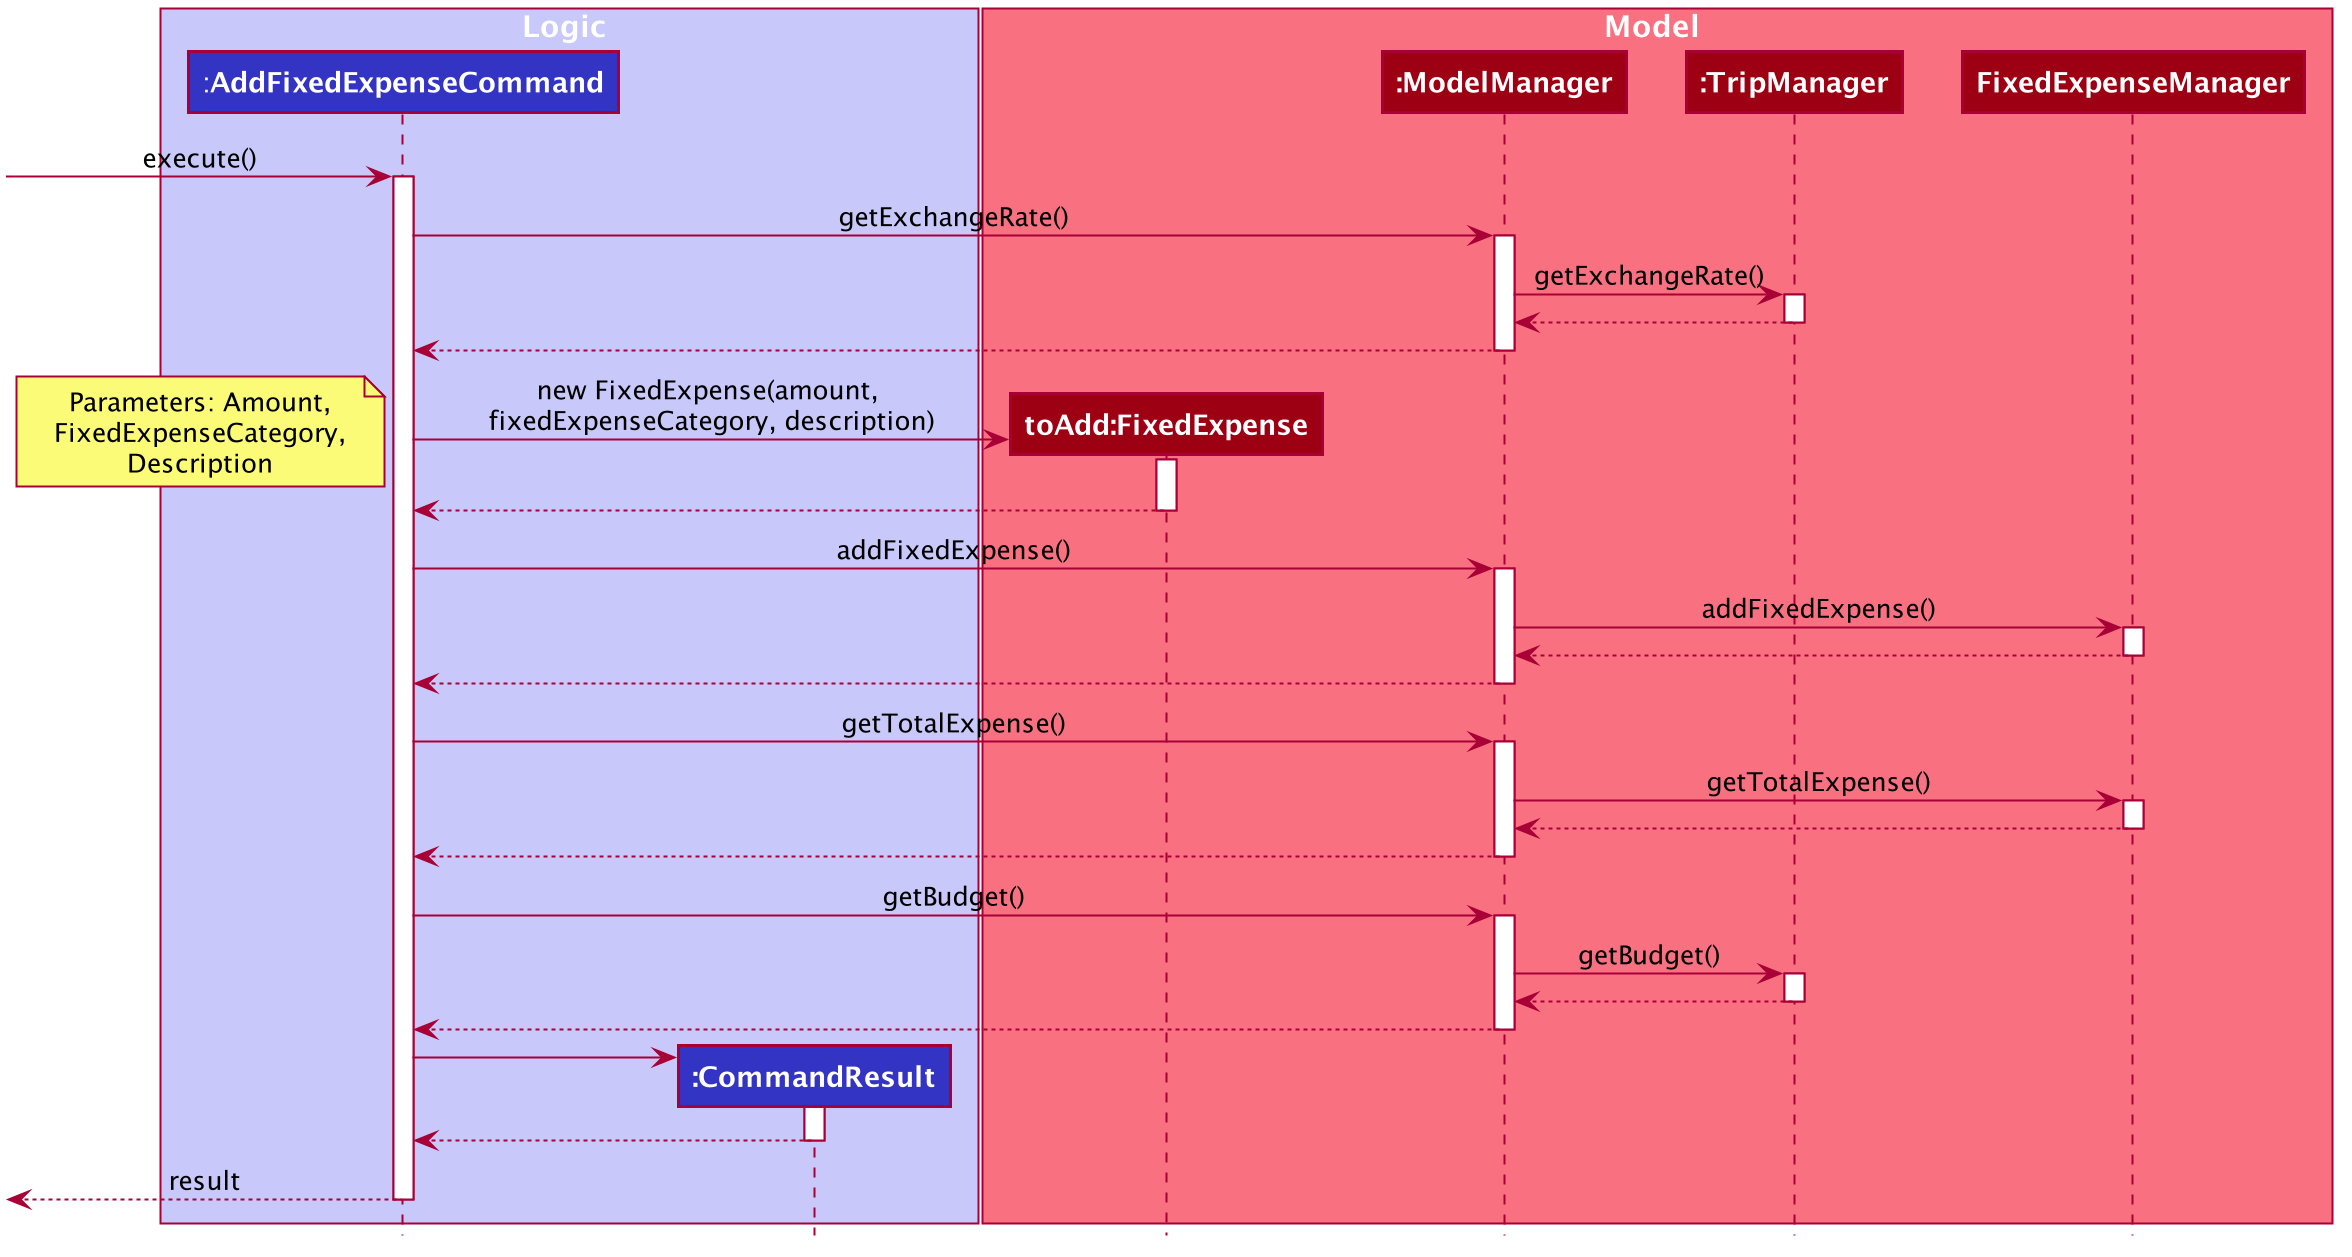 Logic
Model
:AddFixedExpenseCommand
:ModelManager
:TripManager
FixedExpenseManager
execute()
getExchangeRate()
getExchangeRate()
Parameters: Amount,
FixedExpenseCategory,
Description
new FixedExpense(amount,
fixedExpenseCategory, description)
toAdd:FixedExpense
addFixedExpense()
addFixedExpense()
getTotalExpense()
getTotalExpense()
getBudget()
getBudget()
:CommandResult
result